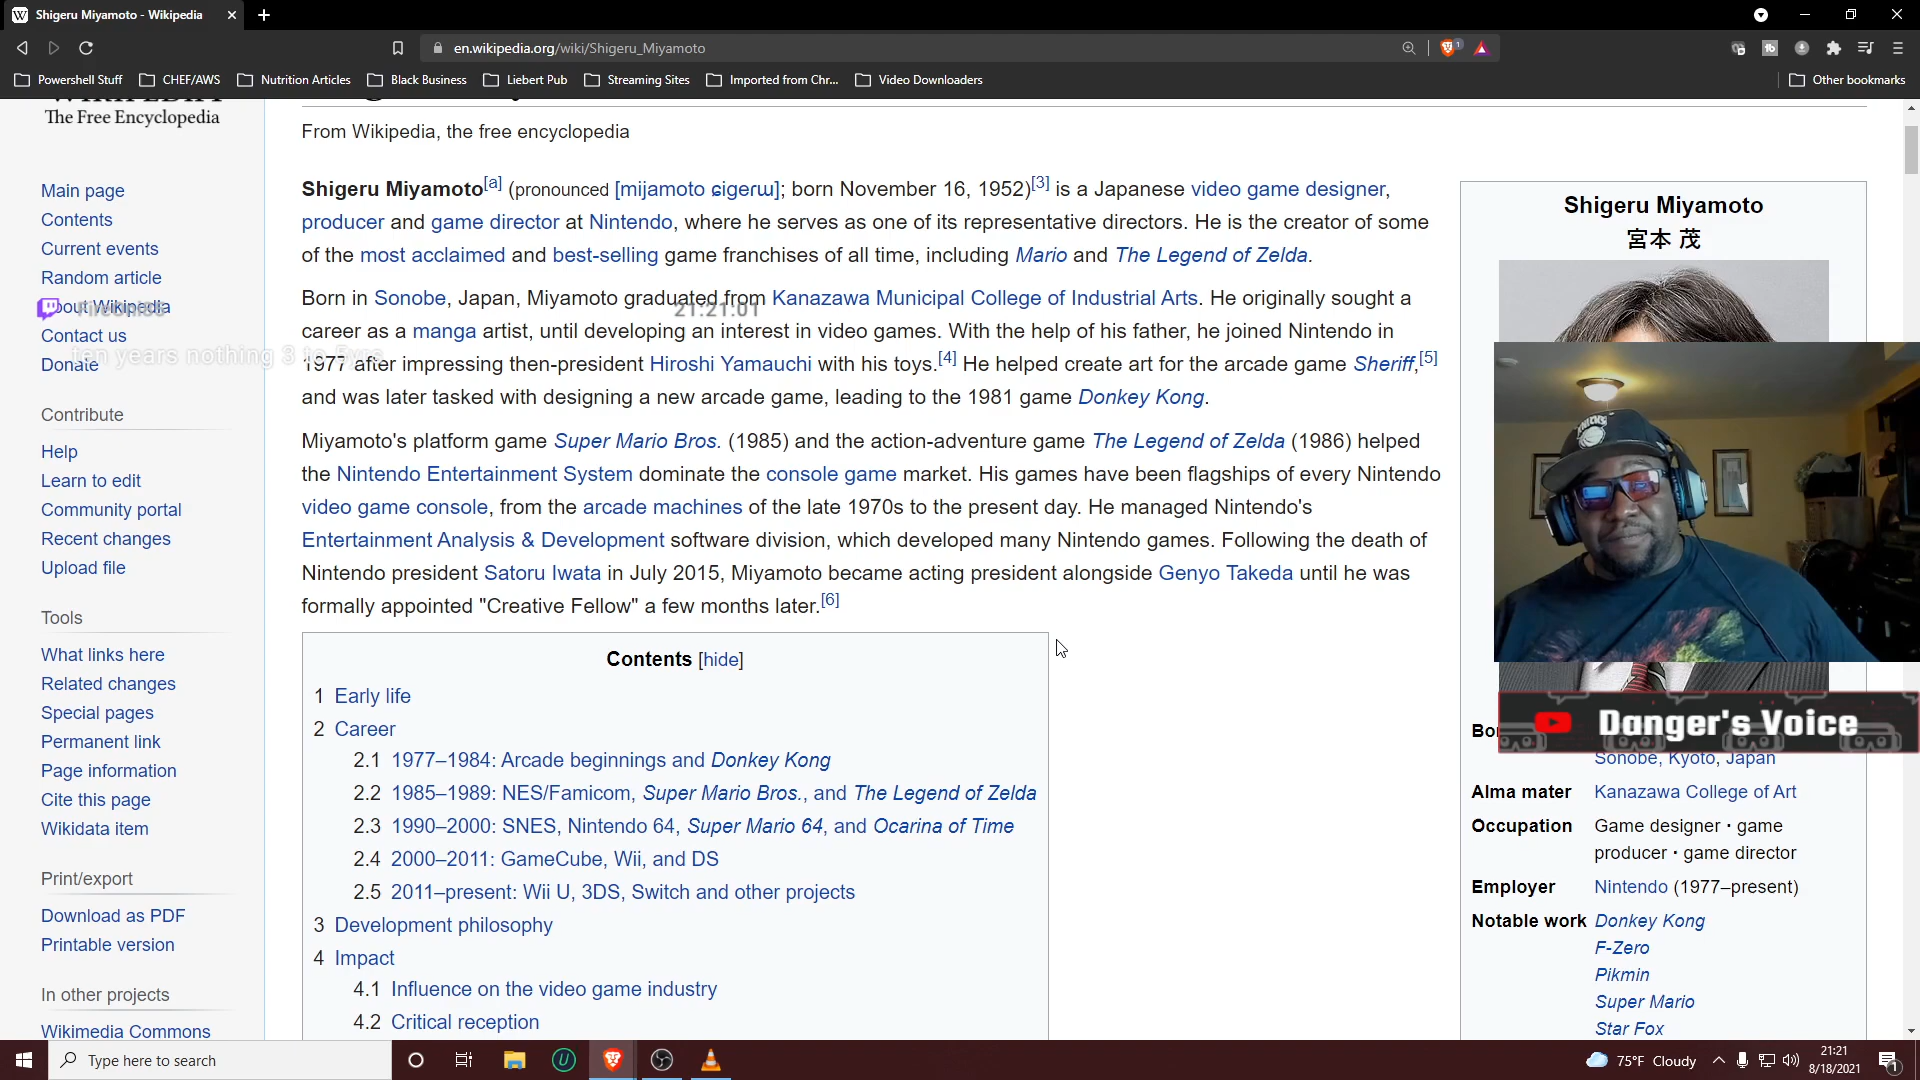 Shigeru Miyamoto - Wikipedia
en.wikipedia.org/wiki/Shigeru_Miyamoto
1
Powershell Stuff
CHEF/AWS
Nutrition Articles
Black Business
Liebert Pub
Streaming Sites
Imported from Chr...
Video Downloaders
Other bookmarks
The Free Encyclopedia
Main page
Contents
Current events
Random article
out Wikipedia
Contact us
Donate
ten years nothing 3 to 5yrs
21:21:01
Contribute
Help
Learn to edit
Community portal
Recent changes
Upload file
Tools
What links here
Related changes
Special pages
Permanent link
Page information
Cite this page
Wikidata item
Print/export
Download as PDF
Printable version
In other projects
Wikimedia Commons
From Wikipedia, the free encyclopedia
Shigeru Miyamoto[a] (pronounced [mijamoto ɕigeɾɯ]; born November 16, 1952)[3] is a Japanese video game designer,
producer and game director at Nintendo, where he serves as one of its representative directors. He is the creator of some
of the most acclaimed and best-selling game franchises of all time, including Mario and The Legend of Zelda.
Born in Sonobe, Japan, Miyamoto graduated from Kanazawa Municipal College of Industrial Arts. He originally sought a
career as a manga artist, until developing an interest in video games. With the help of his father, he joined Nintendo in
1977 after impressing then-president Hiroshi Yamauchi with his toys.[4] He helped create art for the arcade game Sheriff,[5]
and was later tasked with designing a new arcade game, leading to the 1981 game Donkey Kong.
Miyamoto's platform game Super Mario Bros. (1985) and the action-adventure game The Legend of Zelda (1986) helped
the Nintendo Entertainment System dominate the console game market. His games have been flagships of every Nintendo
video game console, from the arcade machines of the late 1970s to the present day. He managed Nintendo's
Entertainment Analysis & Development software division, which developed many Nintendo games. Following the death of
Nintendo president Satoru Iwata in July 2015, Miyamoto became acting president alongside Genyo Takeda until he was
formally appointed "Creative Fellow" a few months later.[6]
Contents [hide]
1 Early life
2 Career
2.1 1977–1984: Arcade beginnings and Donkey Kong
2.2 1985–1989: NES/Famicom, Super Mario Bros., and The Legend of Zelda
2.3 1990–2000: SNES, Nintendo 64, Super Mario 64, and Ocarina of Time
2.4 2000–2011: GameCube, Wii, and DS
2.5 2011–present: Wii U, 3DS, Switch and other projects
3 Development philosophy
4 Impact
4.1 Influence on the video game industry
4.2 Critical reception
Shigeru Miyamoto
宮本 茂
Danger's Voice
Bo
Sonobe, Kyoto, Japan
Alma mater Kanazawa College of Art
Occupation Game designer · game
producer · game director
Employer Nintendo (1977–present)
Notable work Donkey Kong
F-Zero
Pikmin
Super Mario
Star Fox
Type here to search
75°F Cloudy
21:21
8/18/2021
1